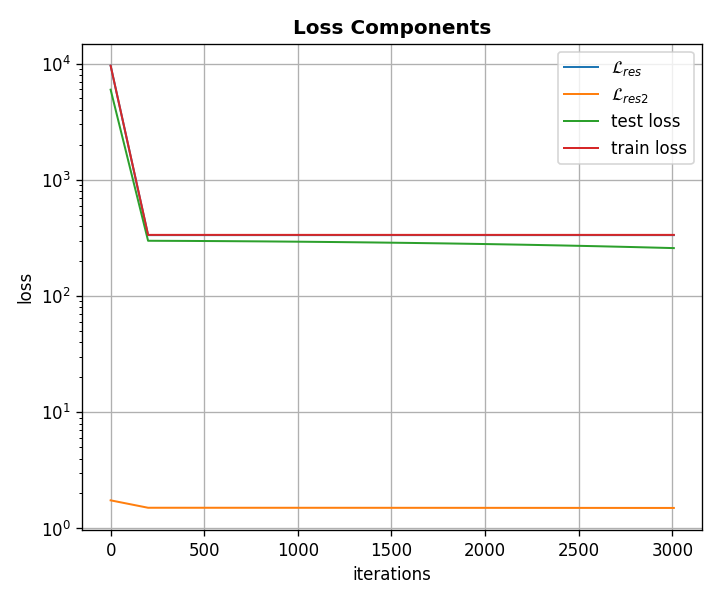 Loss Components
10⁴
10³
10²
10¹
10⁰
loss
0 500 1000 1500 2000 2500 3000
iterations
ℒ_res
ℒ_res2
test loss
train loss